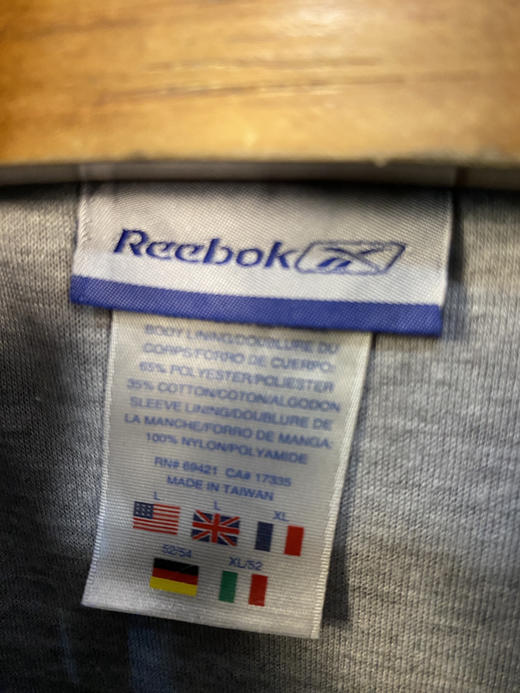 Reebok
BODY LINING/DOUBLURE DU
CORPS/FORRO DE CUERPO:
65% POLYESTER/POLIESTER
35% COTTON/COTON/ALGODON
SLEEVE LINING/DOUBLURE DE
LA MANCHE/FORRO DE MANGA:
100% NYLON/POLYAMIDE
RN# 69421 CA# 17335
MADE IN TAIWAN
L L XL
52/54 XL/52